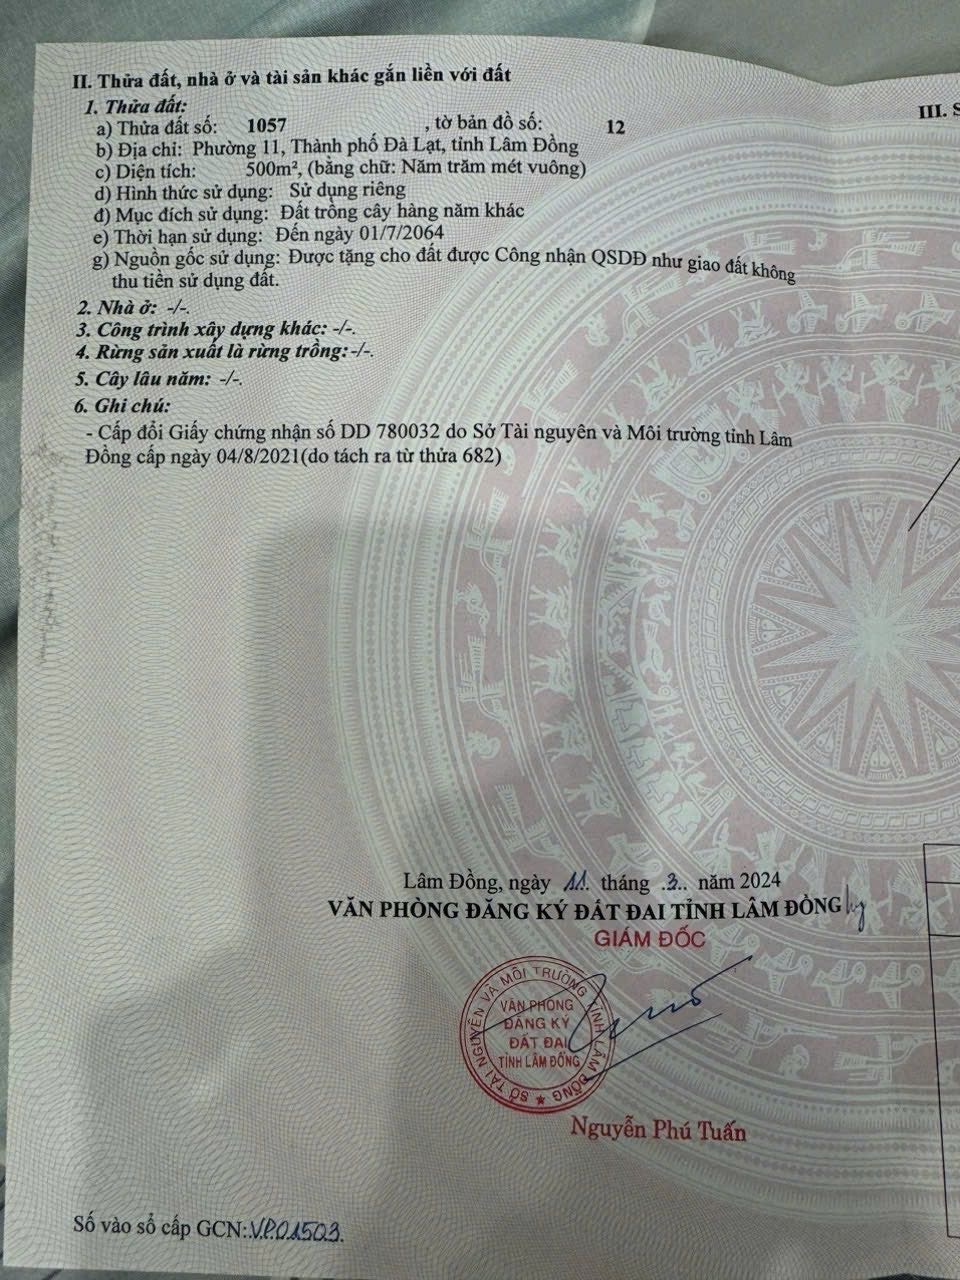 II. Thửa đất, nhà ở và tài sản khác gắn liền với đất
1. Thửa đất:
a) Thửa đất số: 1057 , tờ bản đồ số: 12
b) Địa chỉ: Phường 11, Thành phố Đà Lạt, tỉnh Lâm Đồng
c) Diện tích: 500m², (bằng chữ: Năm trăm mét vuông)
d) Hình thức sử dụng: Sử dụng riêng
đ) Mục đích sử dụng: Đất trồng cây hàng năm khác
e) Thời hạn sử dụng: Đến ngày 01/7/2064
g) Nguồn gốc sử dụng: Được tặng cho đất được Công nhận QSDĐ như giao đất không
thu tiền sử dụng đất.
2. Nhà ở: -/-.
3. Công trình xây dựng khác: -/-.
4. Rừng sản xuất là rừng trồng:-/-.
5. Cây lâu năm: -/-.
6. Ghi chú:
- Cấp đổi Giấy chứng nhận số DD 780032 do Sở Tài nguyên và Môi trường tỉnh Lâm
Đồng cấp ngày 04/8/2021(do tách ra từ thửa 682)
III. S
Lâm Đồng, ngày 11. tháng .3.. năm 2024
VĂN PHÒNG ĐĂNG KÝ ĐẤT ĐAI TỈNH LÂM ĐỒNG
GIÁM ĐỐC
SỞ TÀI NGUYÊN VÀ MÔI TRƯỜNG TỈNH LÂM ĐỒNG
VĂN PHÒNG
ĐĂNG KÝ
ĐẤT ĐAI
TỈNH LÂM ĐỒNG
Nguyễn Phú Tuấn
Số vào sổ cấp GCN:.VP.01503.